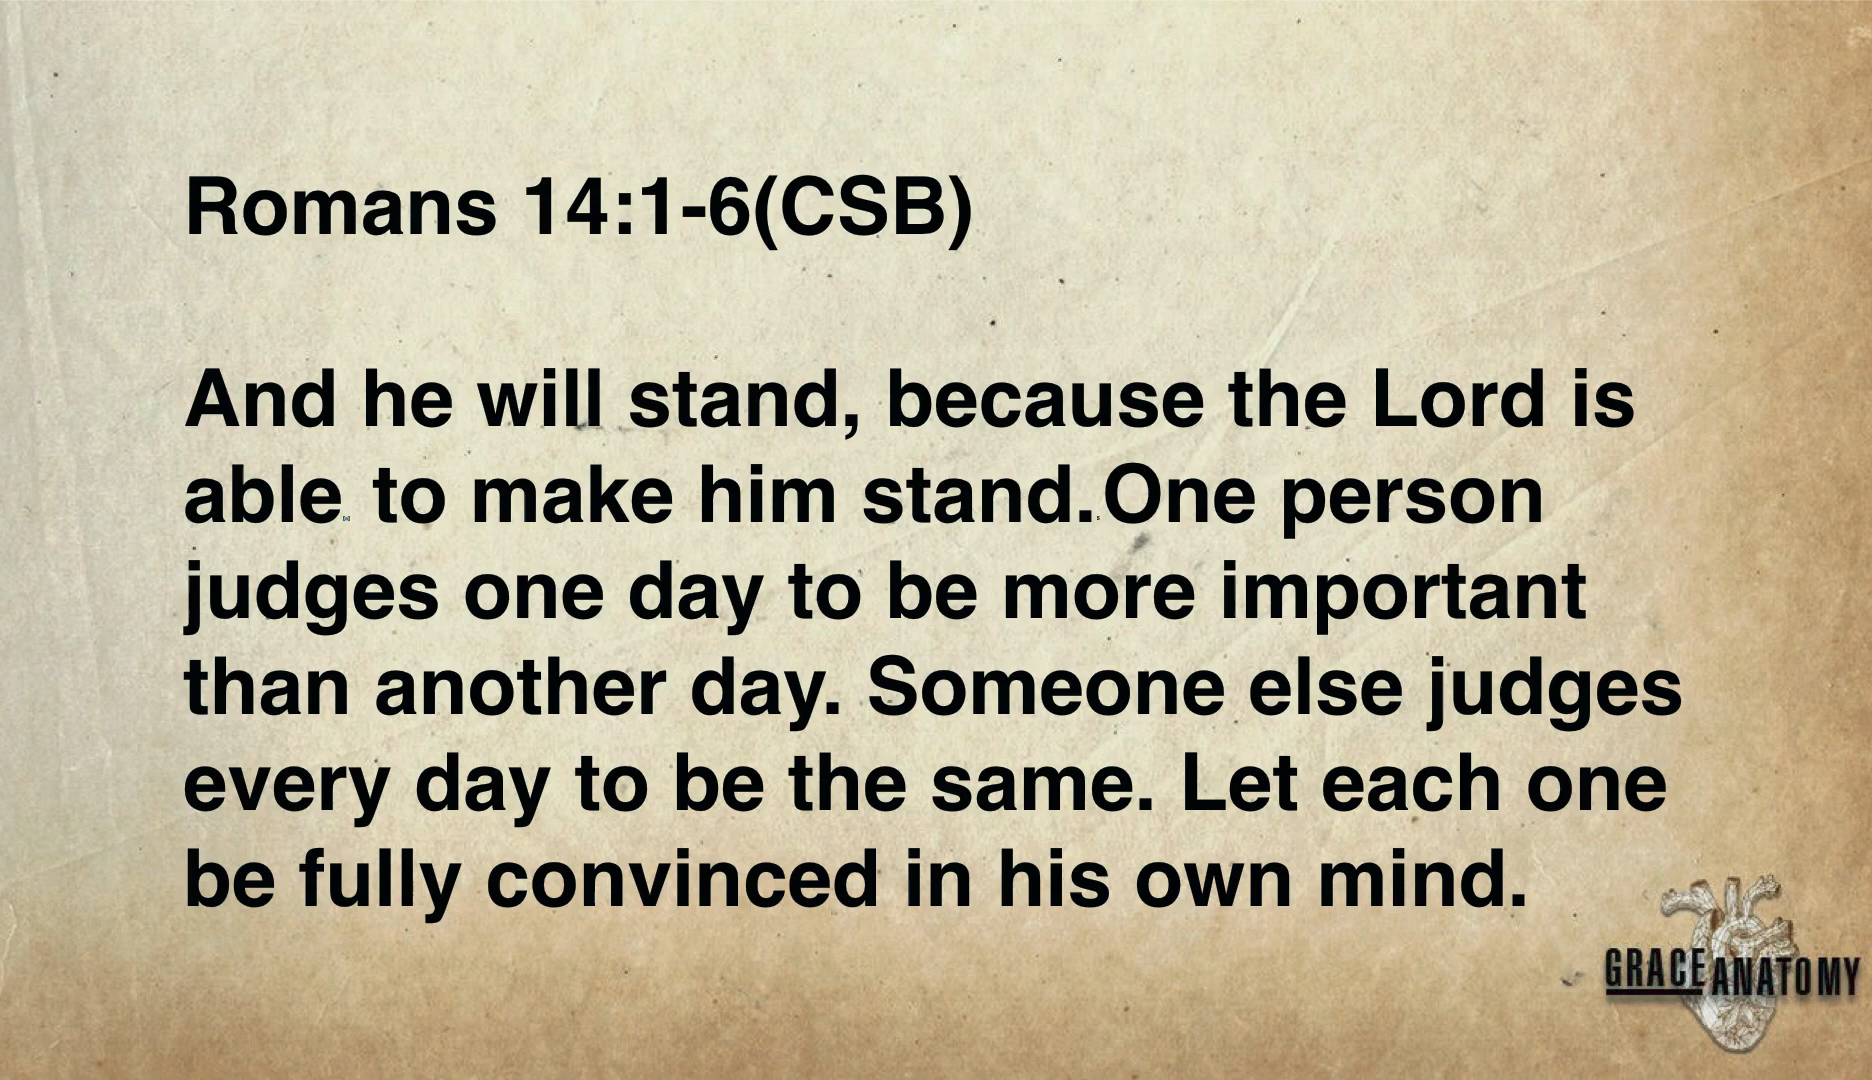 Romans 14:1-6(CSB)
And he will stand, because the Lord is
able to make him stand.One person
judges one day to be more important
than another day. Someone else judges
every day to be the same. Let each one
be fully convinced in his own mind.
GRACE ANATOMY